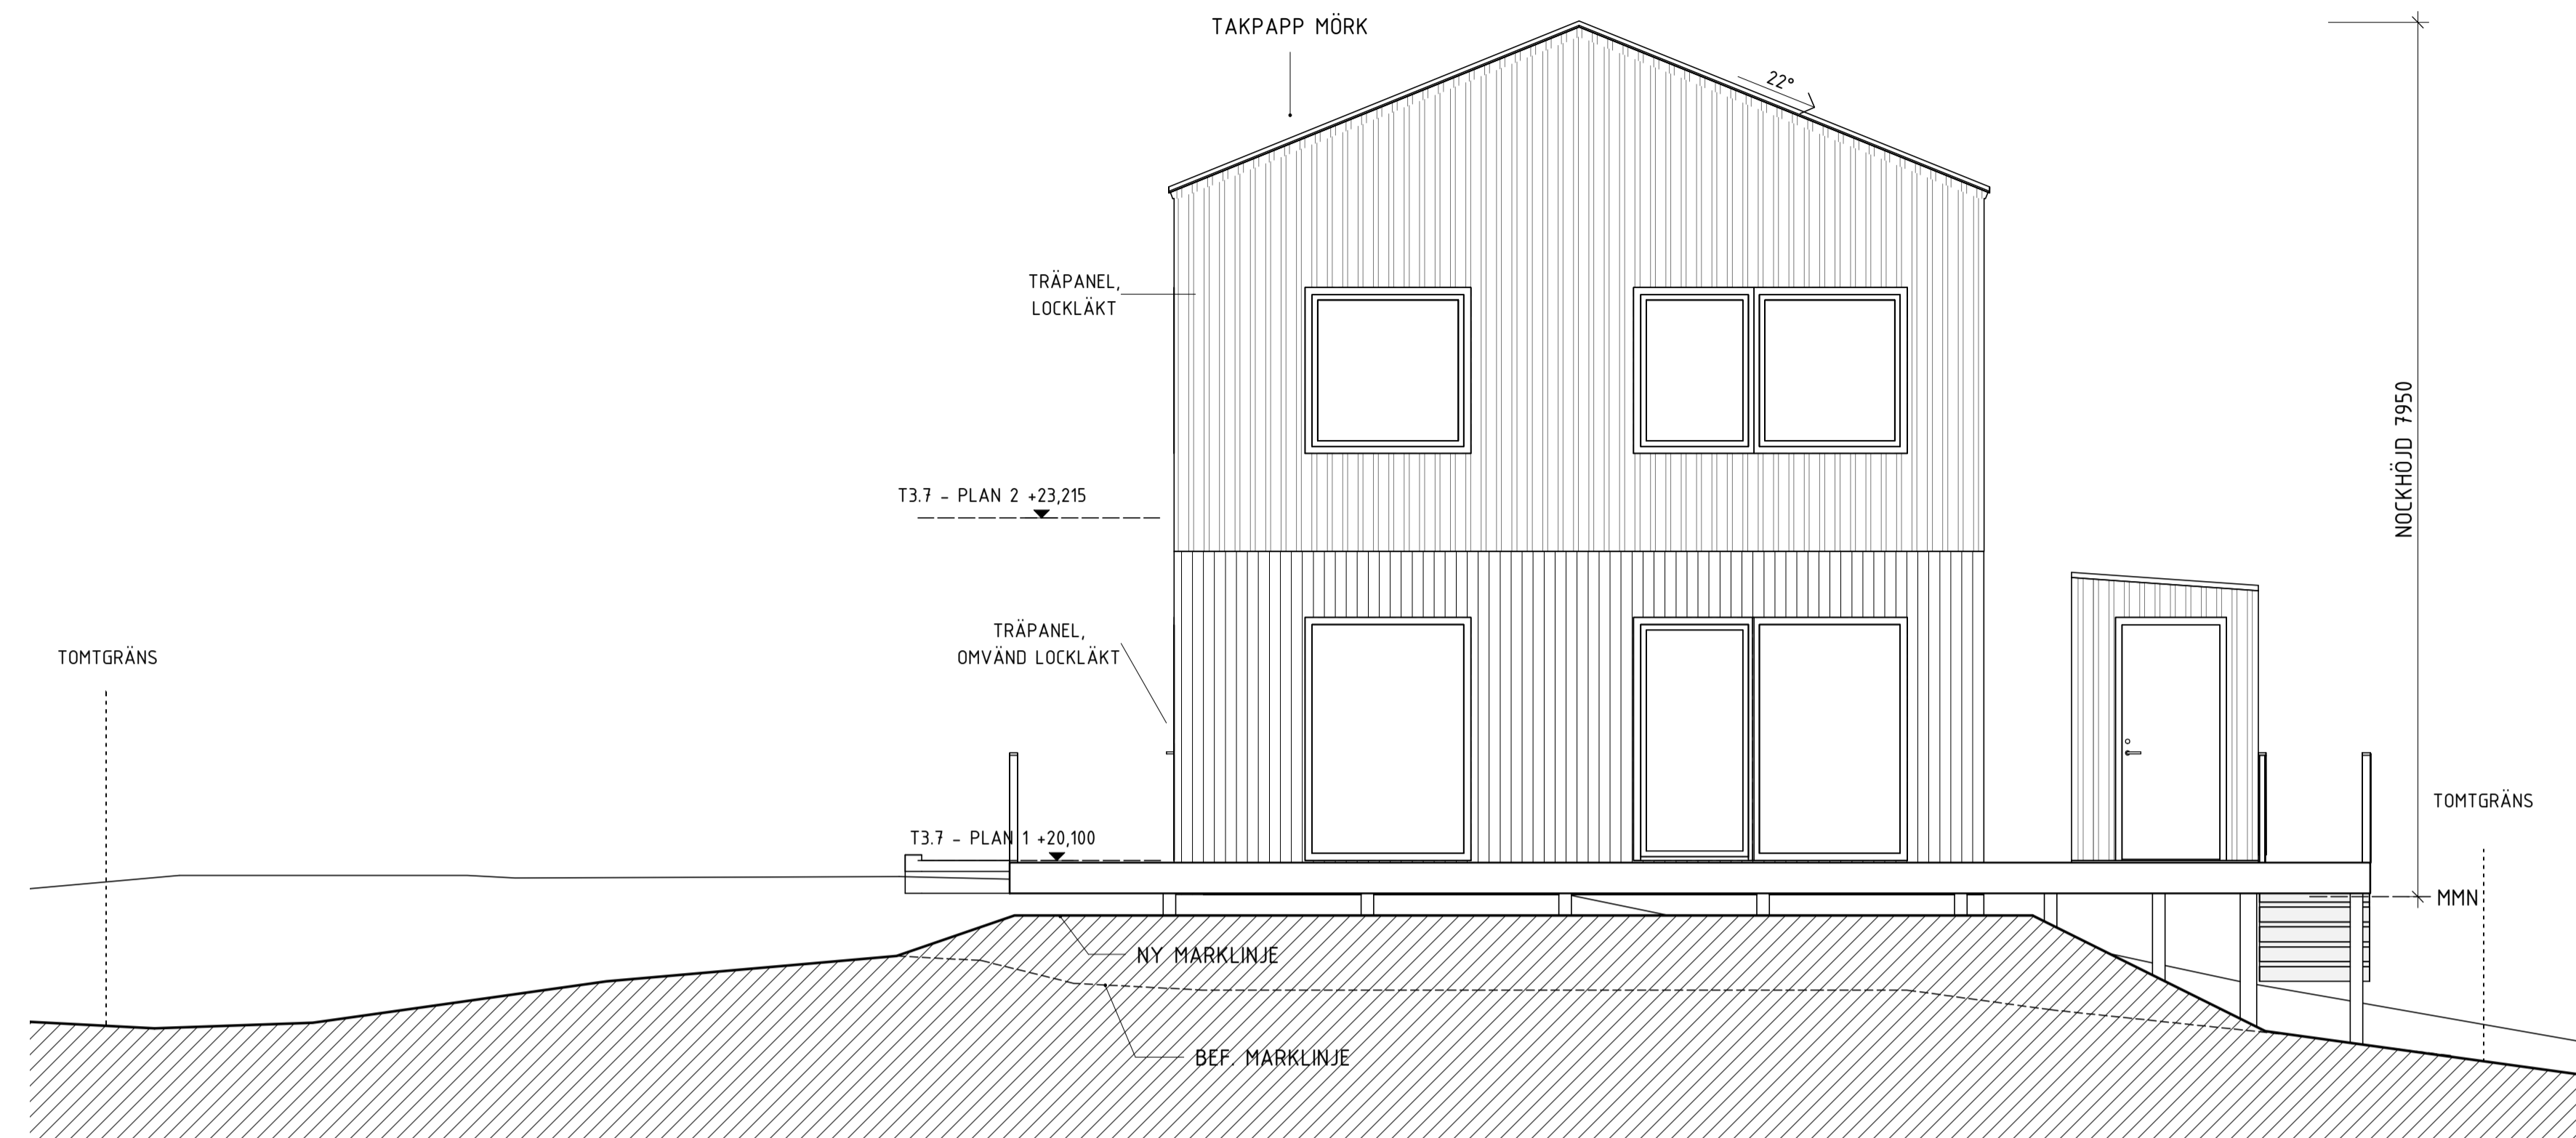 TAKPAPP MÖRK
22°
TRÄPANEL,
LOCKLÄKT
NOCKHÖJD 7950
T3.7 - PLAN 2 +23,215
TRÄPANEL,
OMVÄND LOCKLÄKT
TOMTGRÄNS
TOMTGRÄNS
T3.7 - PLAN 1 +20,100
MMN
NY MARKLINJE
BEF. MARKLINJE